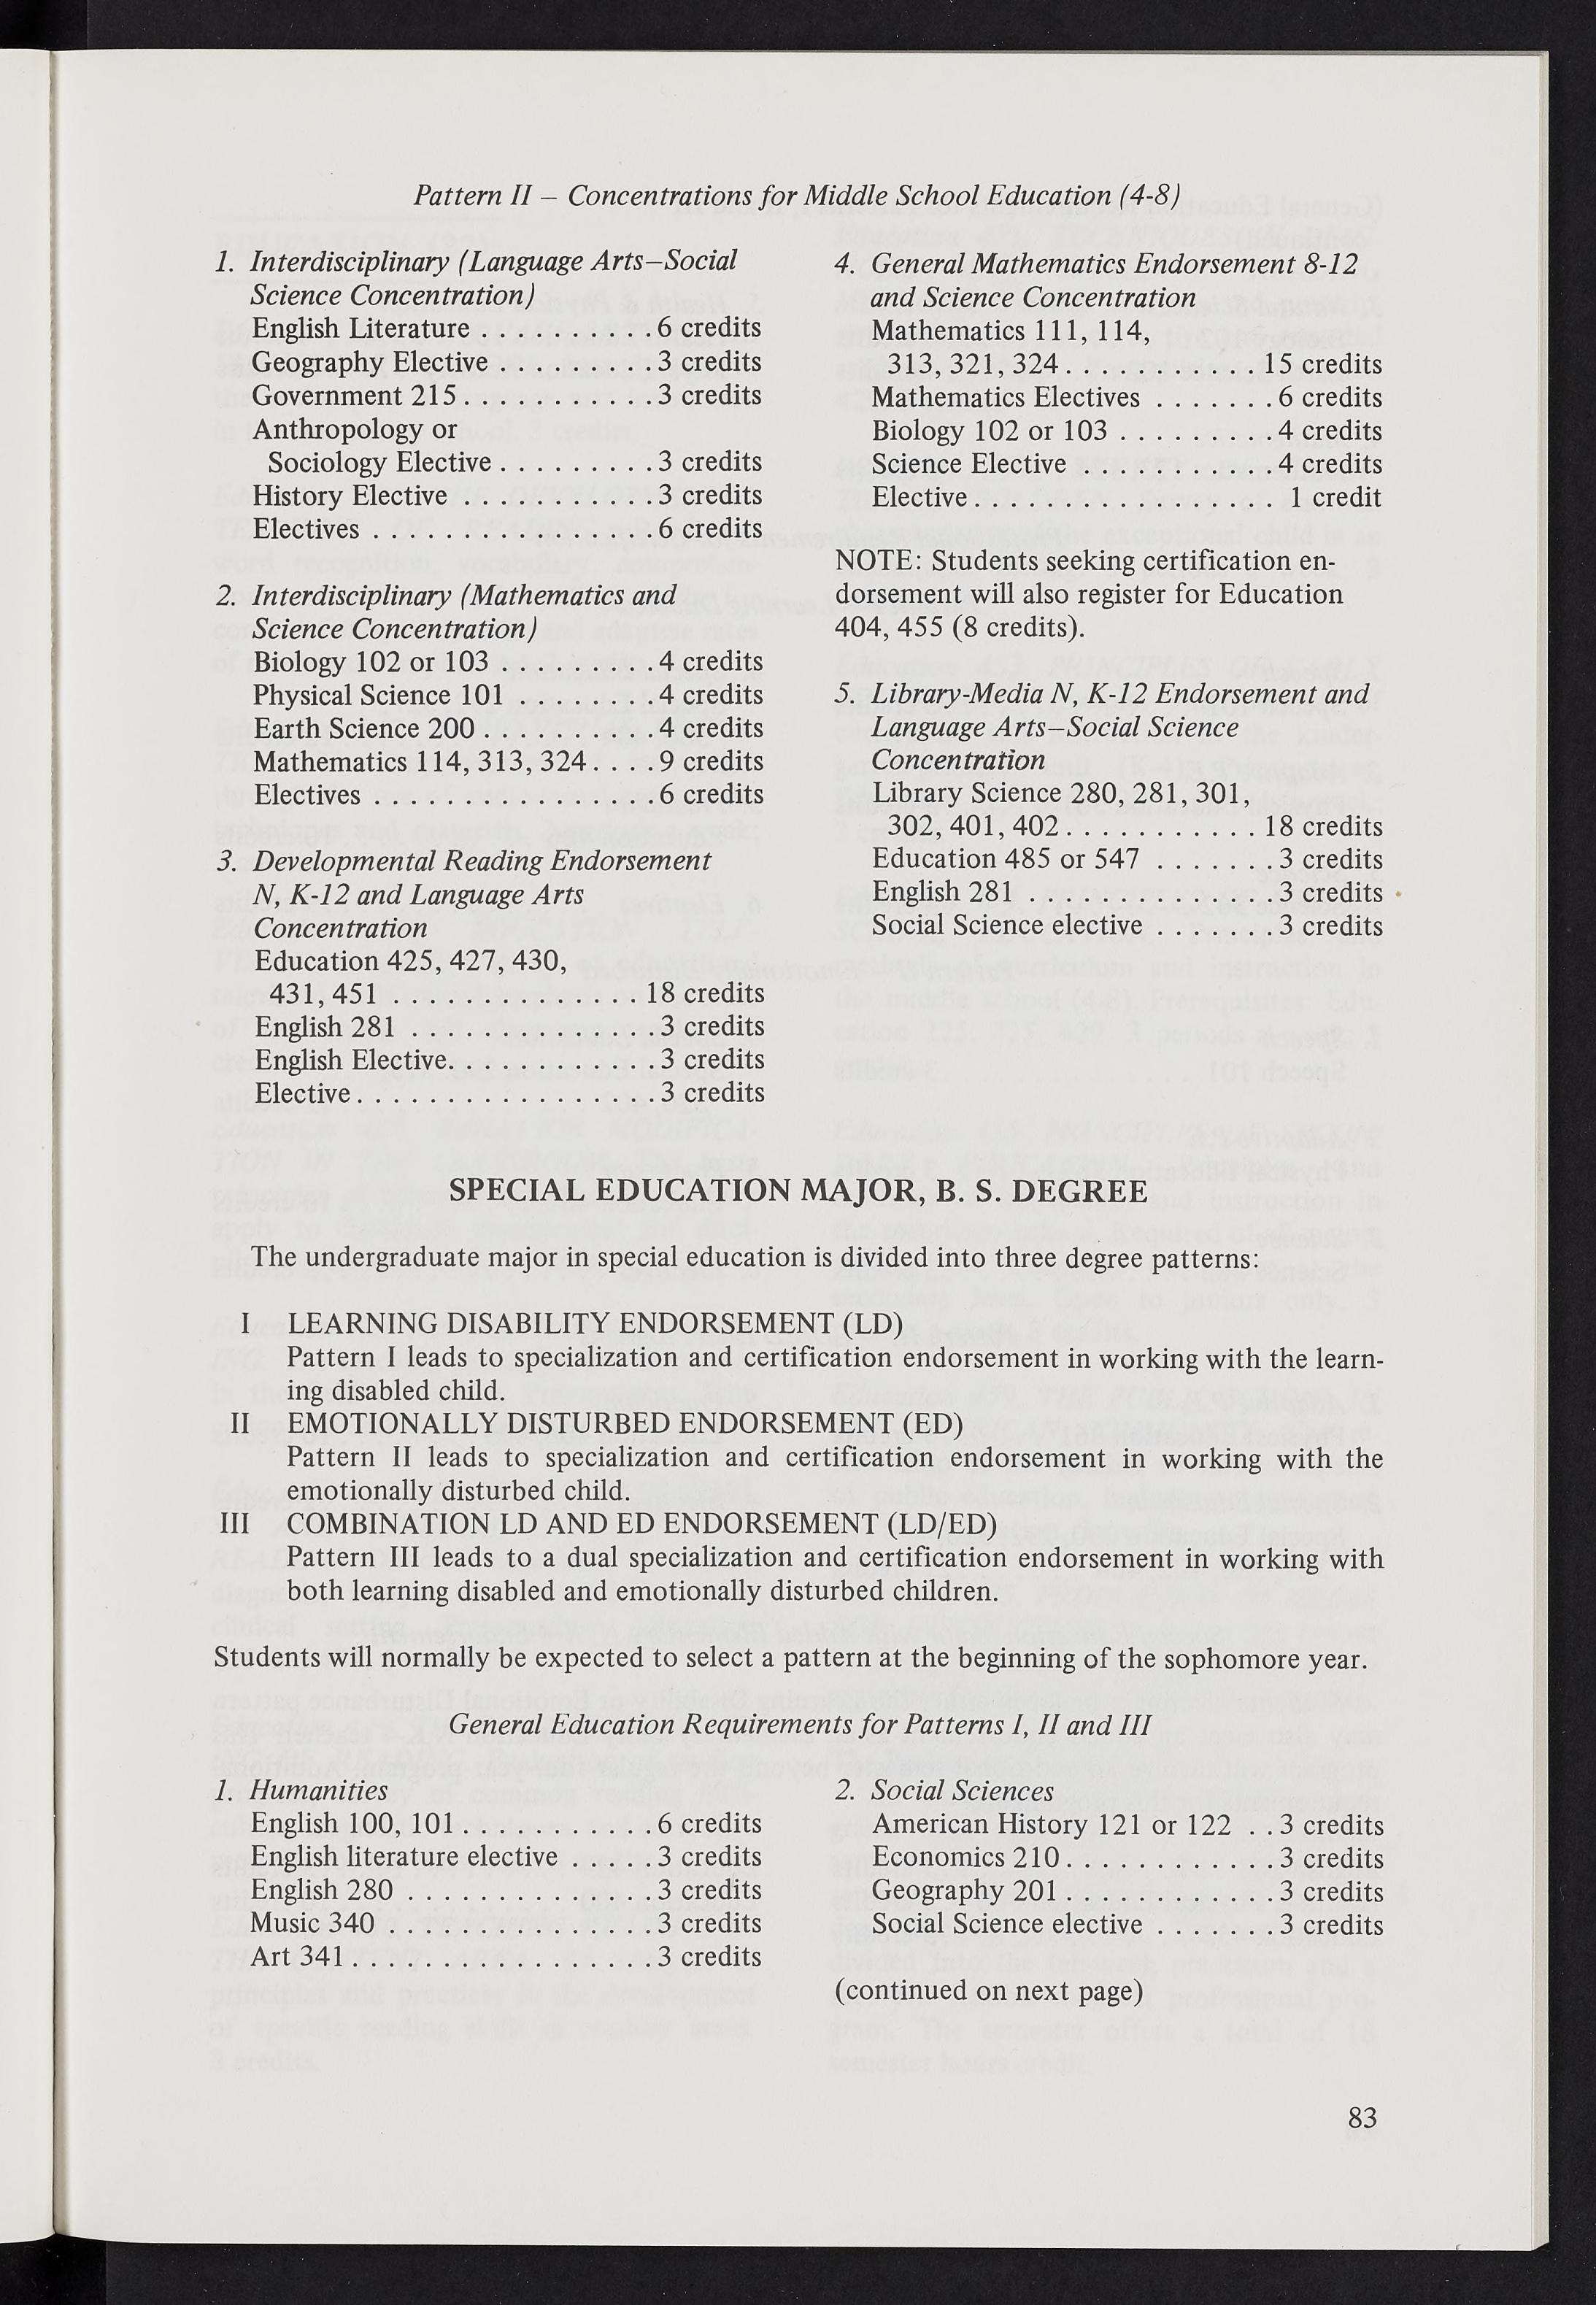 Pattern II – Concentrations for Middle School Education (4-8)
1. Interdisciplinary (Language Arts–Social
Science Concentration)
English Literature . . . . . . . . . . 6 credits
Geography Elective . . . . . . . . . 3 credits
Government 215 . . . . . . . . . . . 3 credits
Anthropology or
Sociology Elective . . . . . . . . . 3 credits
History Elective . . . . . . . . . . . 3 credits
Electives . . . . . . . . . . . . . . . . 6 credits
2. Interdisciplinary (Mathematics and
Science Concentration)
Biology 102 or 103 . . . . . . . . . 4 credits
Physical Science 101 . . . . . . . . 4 credits
Earth Science 200 . . . . . . . . . . 4 credits
Mathematics 114, 313, 324 . . . . 9 credits
Electives . . . . . . . . . . . . . . . . 6 credits
3. Developmental Reading Endorsement
N, K-12 and Language Arts
Concentration
Education 425, 427, 430,
431, 451 . . . . . . . . . . . . . . 18 credits
English 281 . . . . . . . . . . . . . . 3 credits
English Elective. . . . . . . . . . . . 3 credits
Elective . . . . . . . . . . . . . . . . . 3 credits
4. General Mathematics Endorsement 8-12
and Science Concentration
Mathematics 111, 114,
313, 321, 324 . . . . . . . . . . . 15 credits
Mathematics Electives . . . . . . . 6 credits
Biology 102 or 103 . . . . . . . . . 4 credits
Science Elective . . . . . . . . . . . 4 credits
Elective . . . . . . . . . . . . . . . . . 1 credit
NOTE: Students seeking certification en-
dorsement will also register for Education
404, 455 (8 credits).
5. Library-Media N, K-12 Endorsement and
Language Arts–Social Science
Concentration
Library Science 280, 281, 301,
302, 401, 402 . . . . . . . . . . . 18 credits
Education 485 or 547 . . . . . . . 3 credits
English 281 . . . . . . . . . . . . . . 3 credits
Social Science elective . . . . . . . 3 credits
SPECIAL EDUCATION MAJOR, B. S. DEGREE
The undergraduate major in special education is divided into three degree patterns:
I LEARNING DISABILITY ENDORSEMENT (LD)
Pattern I leads to specialization and certification endorsement in working with the learn-
ing disabled child.
II EMOTIONALLY DISTURBED ENDORSEMENT (ED)
Pattern II leads to specialization and certification endorsement in working with the
emotionally disturbed child.
III COMBINATION LD AND ED ENDORSEMENT (LD/ED)
Pattern III leads to a dual specialization and certification endorsement in working with
both learning disabled and emotionally disturbed children.
Students will normally be expected to select a pattern at the beginning of the sophomore year.
General Education Requirements for Patterns I, II and III
1. Humanities
English 100, 101 . . . . . . . . . . . 6 credits
English literature elective . . . . . 3 credits
English 280 . . . . . . . . . . . . . . 3 credits
Music 340 . . . . . . . . . . . . . . . 3 credits
Art 341 . . . . . . . . . . . . . . . . . 3 credits
2. Social Sciences
American History 121 or 122 . . 3 credits
Economics 210 . . . . . . . . . . . . 3 credits
Geography 201 . . . . . . . . . . . . 3 credits
Social Science elective . . . . . . . 3 credits
(continued on next page)
83